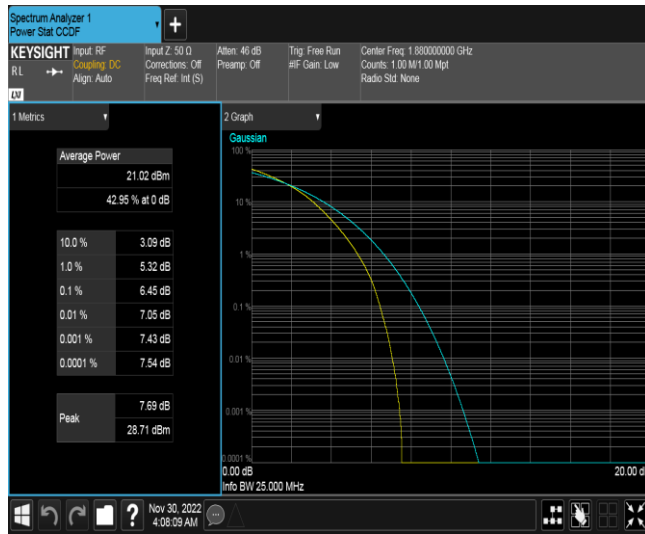 Spectrum Analyzer 1
Power Stat CCDF
+
KEYSIGHT
RL
Input: RF
Coupling: DC
Align: Auto
Input Z: 50 Ω
Corrections: Off
Freq Ref: Int (S)
Atten: 46 dB
Preamp: Off
Trig: Free Run
#IF Gain: Low
Center Freq: 1.880000000 GHz
Counts: 1.00 M/1.00 Mpt
Radio Std: None
LXI
1 Metrics
Average Power
21.02 dBm
42.95 % at 0 dB
10.0 % 3.09 dB
1.0 % 5.32 dB
0.1 % 6.45 dB
0.01 % 7.05 dB
0.001 % 7.43 dB
0.0001 % 7.54 dB
Peak
7.69 dB
28.71 dBm
2 Graph
Gaussian
100 %
10 %
1 %
0.1 %
0.01 %
0.001 %
0.0001 %
0.00 dB
20.00 d
Info BW 25.000 MHz
?
Nov 30, 2022
4:08:09 AM